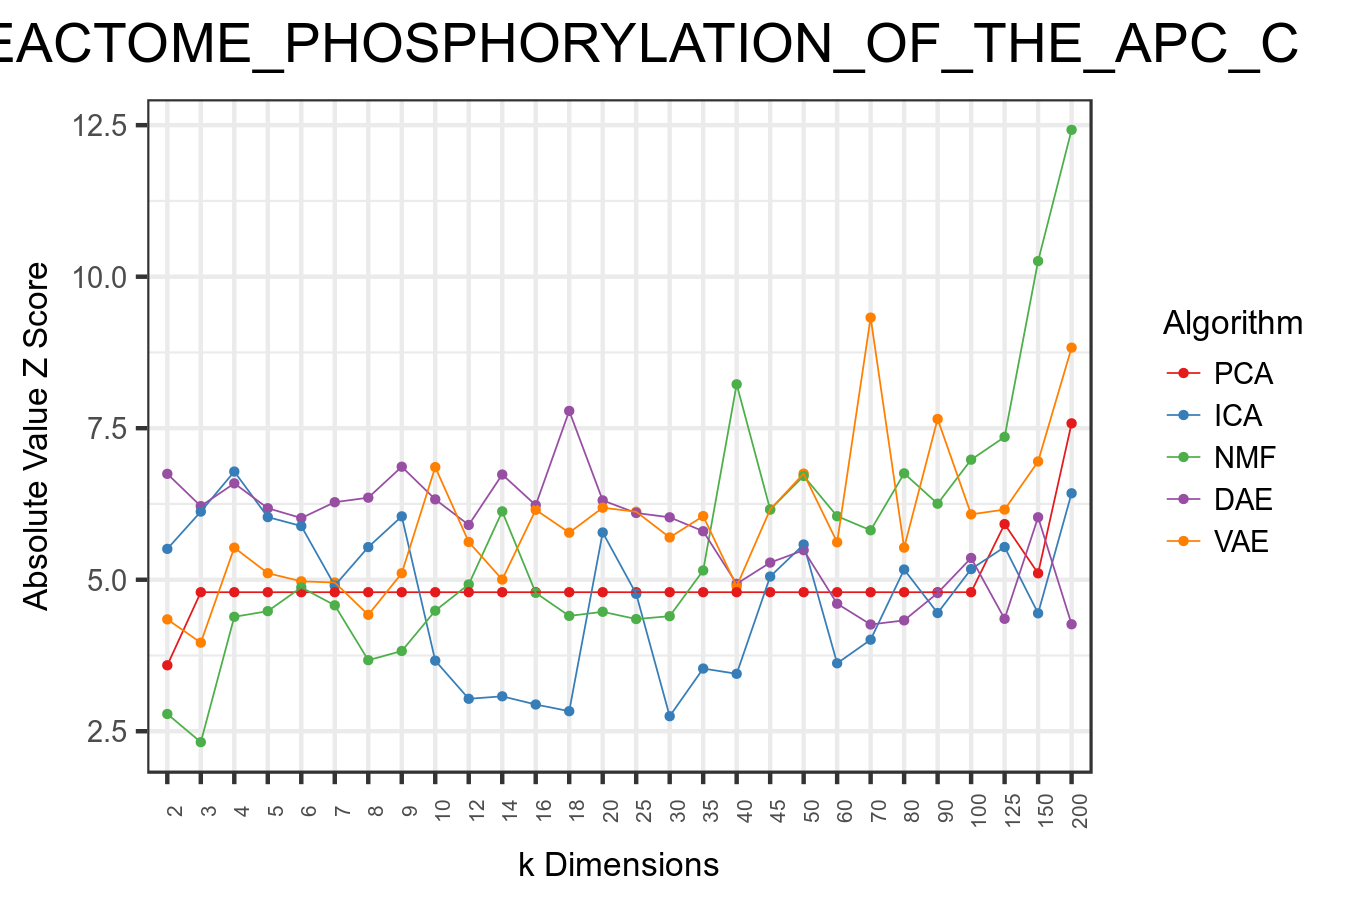 EACTOME_PHOSPHORYLATION_OF_THE_APC_C
12.5
10.0
7.5
5.0
2.5
Absolute Value Z Score
2 3 4 5 6 7 8 9 10 12 14 16 18 20 25 30 35 40 45 50 60 70 80 90 100 125 150 200
k Dimensions
Algorithm
PCA
ICA
NMF
DAE
VAE